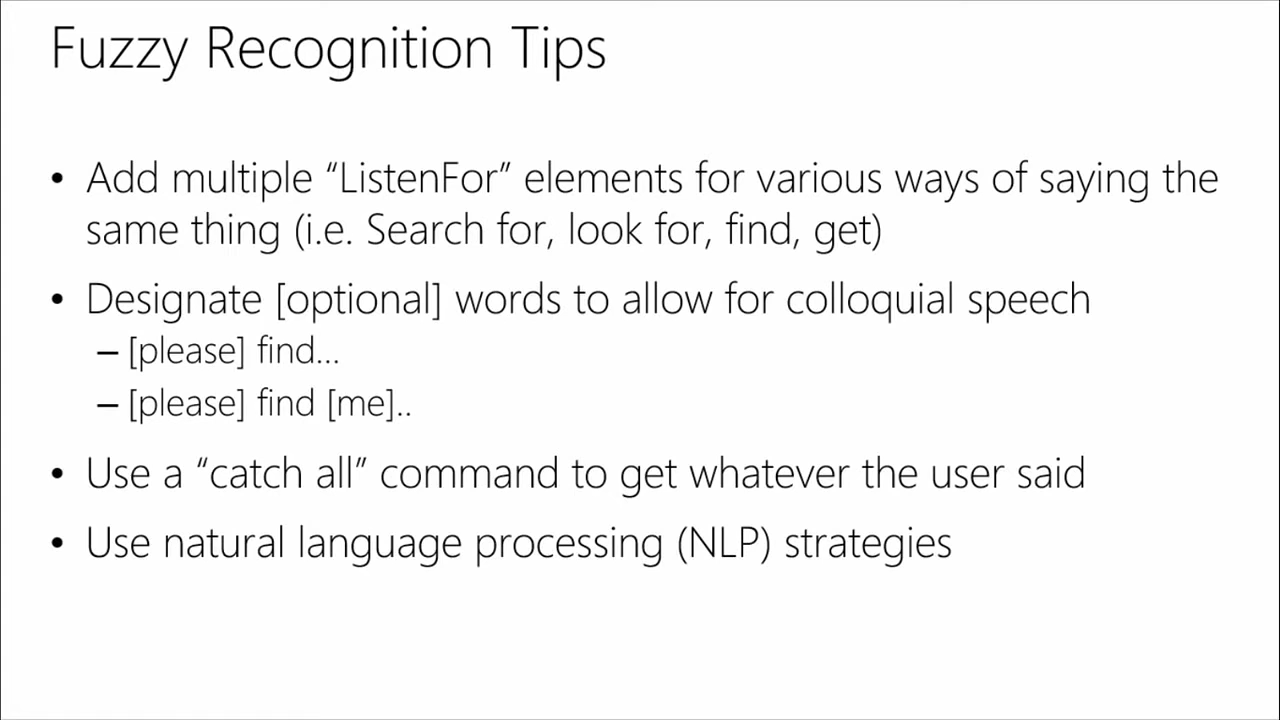 Fuzzy Recognition Tips
• Add multiple “ListenFor” elements for various ways of saying the
same thing (i.e. Search for, look for, find, get)
• Designate [optional] words to allow for colloquial speech
– [please] find...
– [please] find [me]..
• Use a “catch all” command to get whatever the user said
• Use natural language processing (NLP) strategies